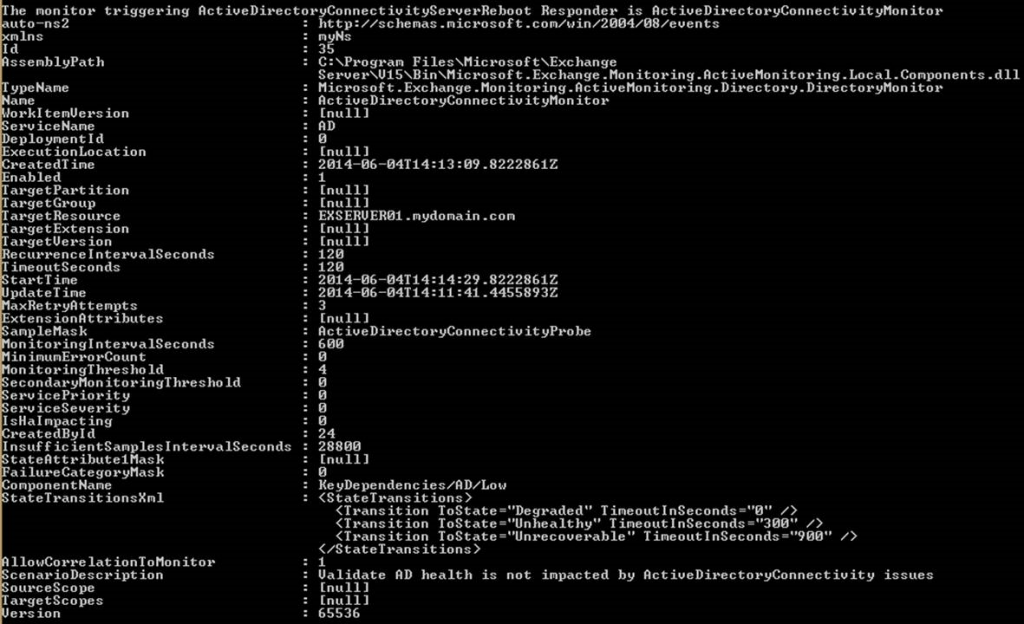 The monitor triggering ActiveDirectoryConnectivityServerReboot Responder is ActiveDirectoryConnectivityMonitor
auto-ns2 : http://schemas.microsoft.com/win/2004/08/events
xmlns : myNs
Id : 35
AssemblyPath : C:\Program Files\Microsoft\Exchange
Server\V15\Bin\Microsoft.Exchange.Monitoring.ActiveMonitoring.Local.Components.dll
TypeName : Microsoft.Exchange.Monitoring.ActiveMonitoring.Directory.DirectoryMonitor
Name : ActiveDirectoryConnectivityMonitor
WorkItemVersion : [null]
ServiceName : AD
DeploymentId : 0
ExecutionLocation : [null]
CreatedTime : 2014-06-04T14:13:09.8222861Z
Enabled : 1
TargetPartition : [null]
TargetGroup : [null]
TargetResource : EXSERVER01.mydomain.com
TargetExtension : [null]
TargetVersion : [null]
RecurrenceIntervalSeconds : 120
TimeoutSeconds : 120
StartTime : 2014-06-04T14:14:29.8222861Z
UpdateTime : 2014-06-04T14:11:41.4455893Z
MaxRetryAttempts : 3
ExtensionAttributes : [null]
SampleMask : ActiveDirectoryConnectivityProbe
MonitoringIntervalSeconds : 600
MinimumErrorCount : 0
MonitoringThreshold : 4
SecondaryMonitoringThreshold : 0
ServicePriority : 0
ServiceSeverity : 0
IsHaImpacting : 0
CreatedById : 24
InsufficientSamplesIntervalSeconds : 28800
StateAttribute1Mask : [null]
FailureCategoryMask : 0
ComponentName : KeyDependencies/AD/Low
StateTransitionsXml : <StateTransitions>
<Transition ToState="Degraded" TimeoutInSeconds="0" />
<Transition ToState="Unhealthy" TimeoutInSeconds="300" />
<Transition ToState="Unrecoverable" TimeoutInSeconds="900" />
</StateTransitions>
AllowCorrelationToMonitor : 1
ScenarioDescription : Validate AD health is not impacted by ActiveDirectoryConnectivity issues
SourceScope : [null]
TargetScopes : [null]
Version : 65536